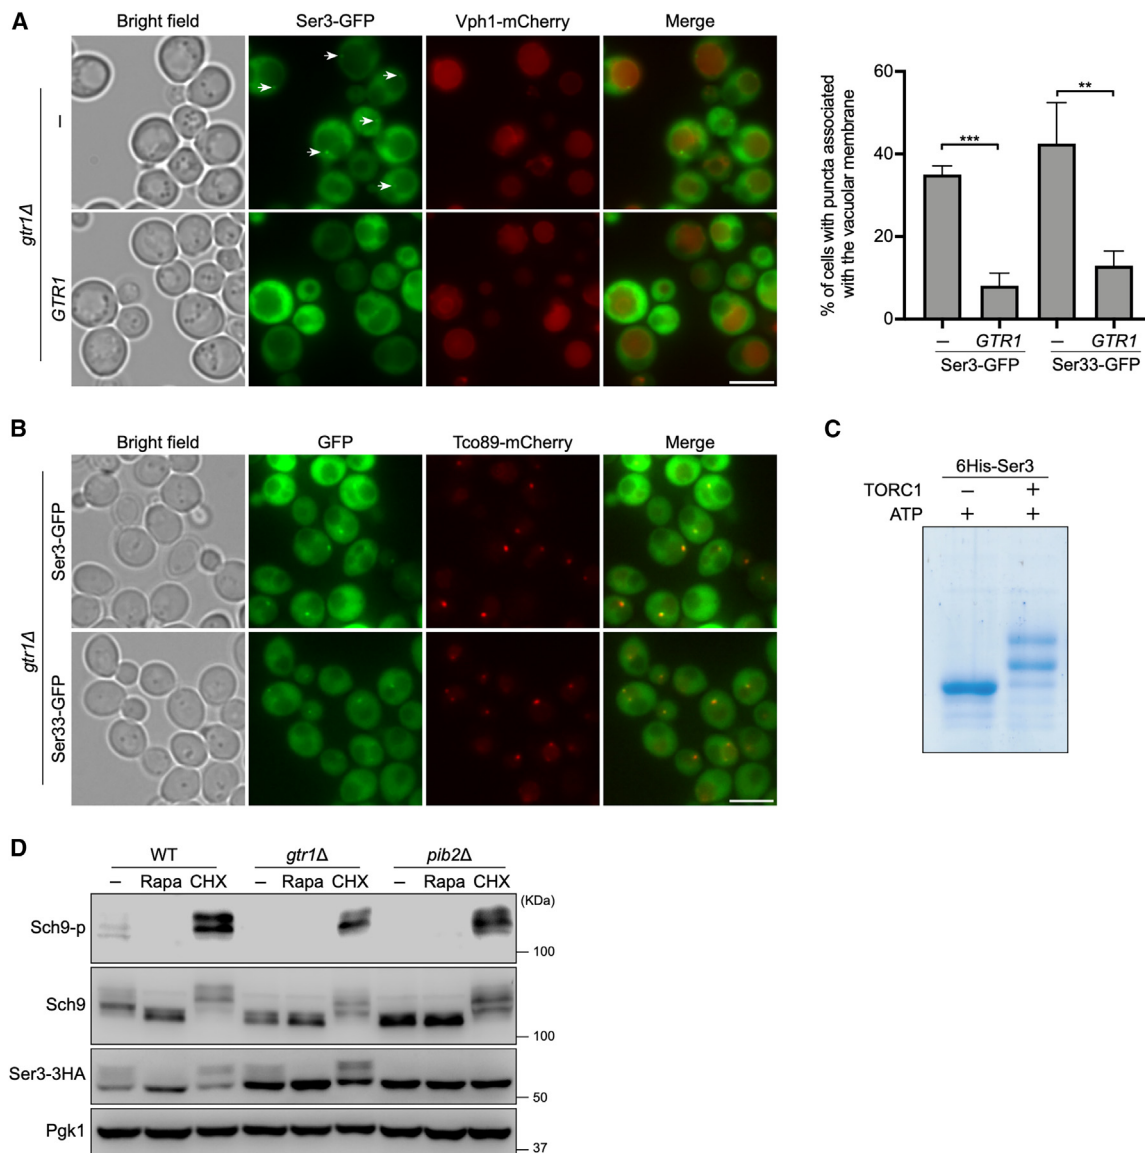 A
Bright field
Ser3-GFP
Vph1-mCherry
Merge
gtr1Δ
–
GTR1
% of cells with puncta associated
with the vacuolar membrane
60
40
20
0
***
**
– GTR1 – GTR1
Ser3-GFP Ser33-GFP
B
Bright field
GFP
Tco89-mCherry
Merge
gtr1Δ
Ser3-GFP
Ser33-GFP
C
6His-Ser3
TORC1 – +
ATP + +
D
WT gtr1Δ pib2Δ
– Rapa CHX – Rapa CHX – Rapa CHX (KDa)
Sch9-p
100
Sch9
100
Ser3-3HA
50
Pgk1
37